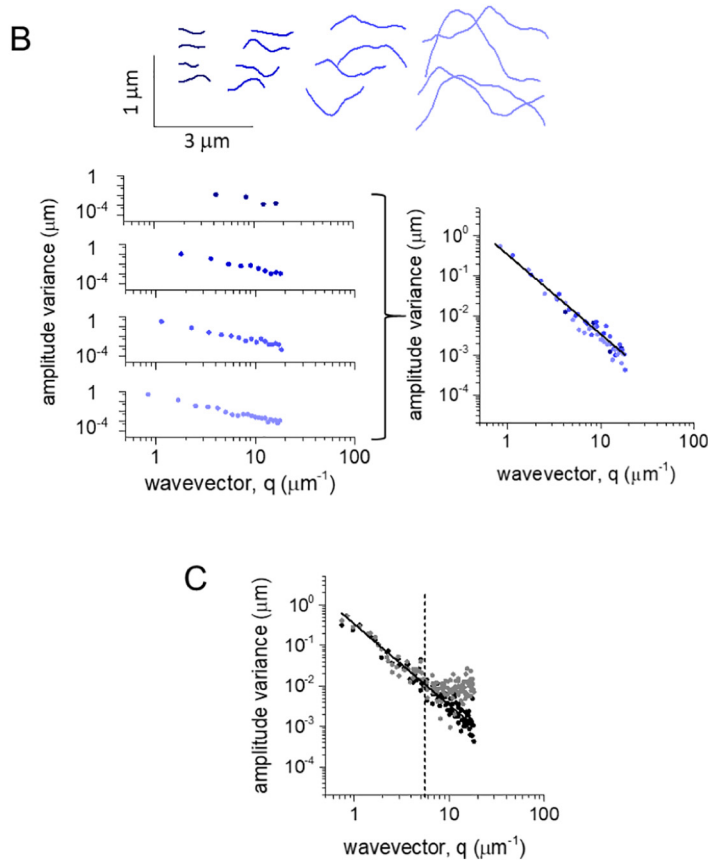 B
1 μm
3 μm
amplitude variance (μm)
1
10⁻⁴
1
10⁻⁴
1
10⁻⁴
1
10⁻⁴
1 10 100
wavevector, q (μm⁻¹)
amplitude variance (μm)
10⁰
10⁻¹
10⁻²
10⁻³
10⁻⁴
1 10 100
wavevector, q (μm⁻¹)
C
amplitude variance (μm)
10⁰
10⁻¹
10⁻²
10⁻³
10⁻⁴
1 10 100
wavevector, q (μm⁻¹)